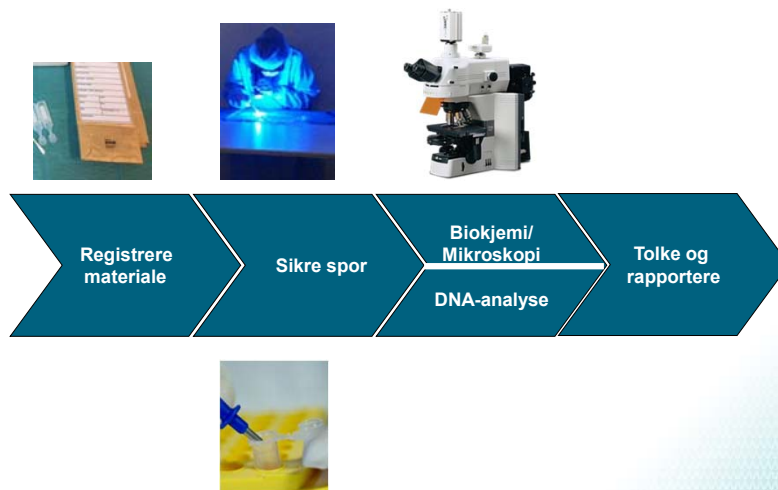 Registrere
materiale
Sikre spor
Biokjemi/
Mikroskopi
DNA-analyse
Tolke og
rapportere